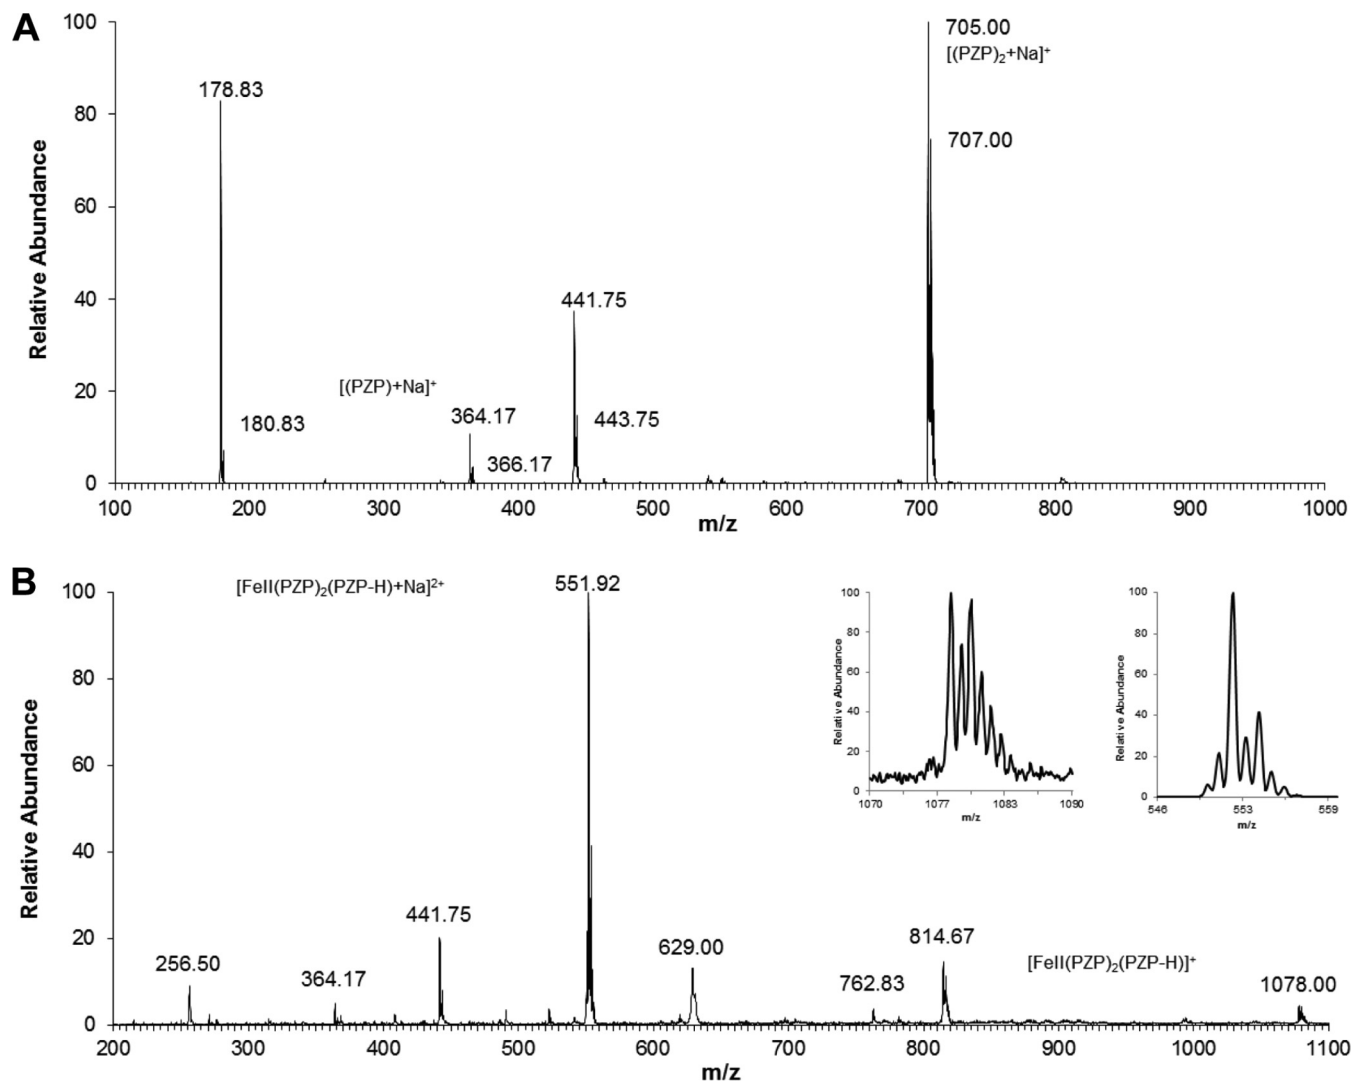 A
100
80
60
40
20
0
Relative Abundance
178.83
180.83
[(PZP)+Na]⁺
364.17
366.17
441.75
443.75
705.00
[(PZP)₂+Na]⁺
707.00
100 200 300 400 500 600 700 800 900 1000
m/z
B
100
80
60
40
20
0
Relative Abundance
[FeII(PZP)₂(PZP-H)+Na]²⁺
551.92
256.50
364.17
441.75
629.00
762.83
814.67
[FeII(PZP)₂(PZP-H)]⁺
1078.00
200 300 400 500 600 700 800 900 1000 1100
m/z
100
80
60
40
20
0
Relative Abundance
1070 1077 1083 1090
m/z
100
80
60
40
20
0
Relative Abundance
546 553 559
m/z